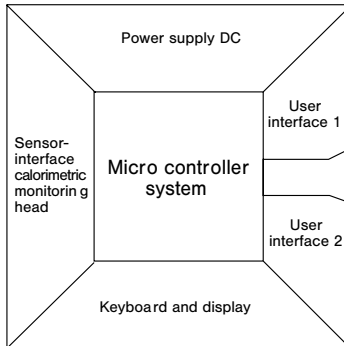 Power supply DC
User
interface 1
Sensor-
interface
calorimetric
monitorin g
head
Micro controller
system
User
interface 2
Keyboard and display